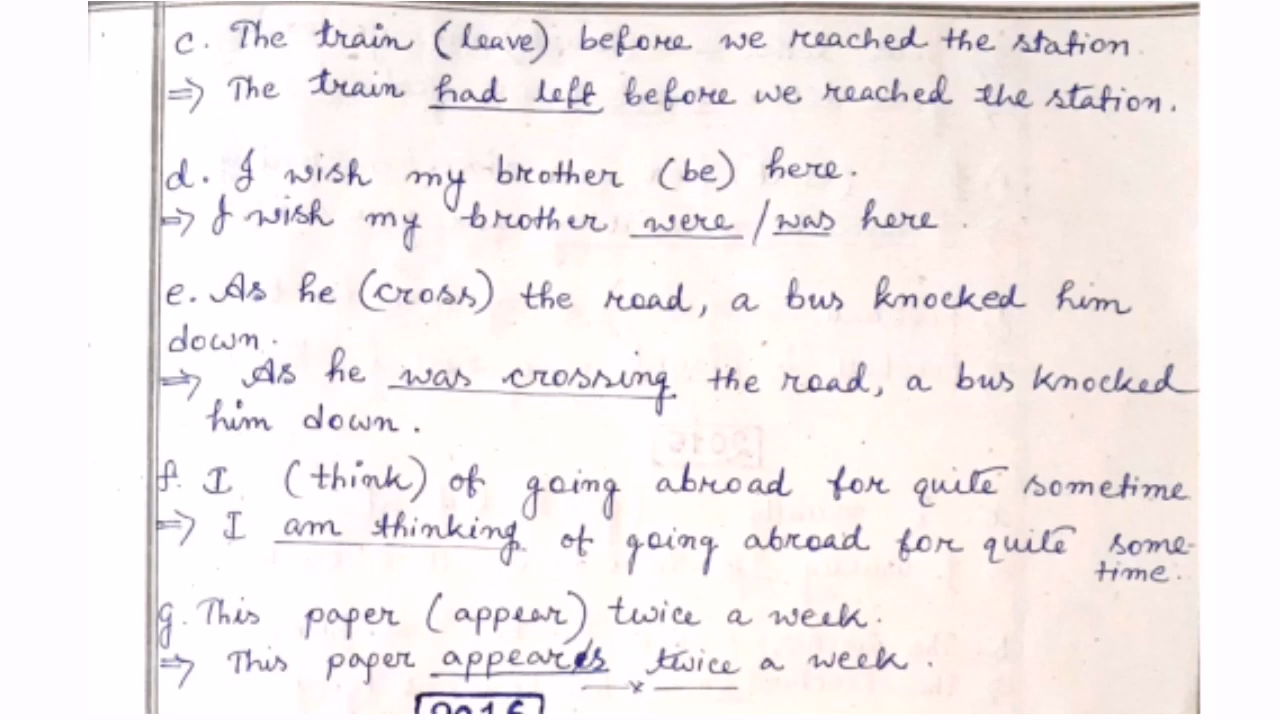 c. The train (leave) before we reached the station.
⇒ The train had left before we reached the station.
d. I wish my brother (be) here.
⇒ I wish my brother were / was here.
e. As he (cross) the road, a bus knocked him
down.
⇒ As he was crossing the road, a bus knocked
him down.
f. I (think) of going abroad for quite sometime
⇒ I am thinking of going abroad for quite some-
time.
g. This paper (appear) twice a week.
⇒ This paper appears twice a week.